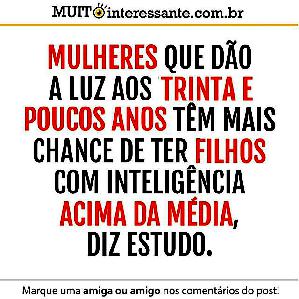 MUITOinteressante.com.br
MULHERES QUE DÃO
A LUZ AOS TRINTA E
POUCOS ANOS TÊM MAIS
CHANCE DE TER FILHOS
COM INTELIGÊNCIA
ACIMA DA MÉDIA,
DIZ ESTUDO.
Marque uma amiga ou amigo nos comentários do post!